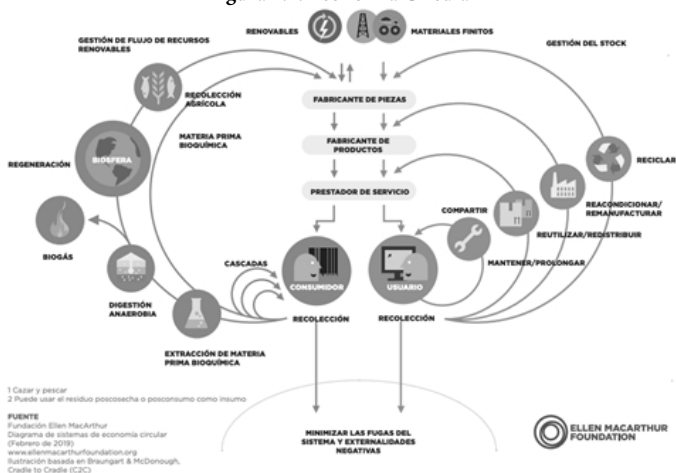 RENOVABLES
MATERIALES FINITOS
GESTIÓN DE FLUJO DE RECURSOS
RENOVABLES
GESTIÓN DEL STOCK
RECOLECCIÓN
AGRÍCOLA
FABRICANTE DE PIEZAS
MATERIA PRIMA
BIOQUÍMICA
FABRICANTE DE
PRODUCTOS
REGENERACIÓN
BIOSFERA
RECICLAR
PRESTADOR DE SERVICIO
REACONDICIONAR/
REMANUFACTURAR
COMPARTIR
REUTILIZAR/REDISTRIBUIR
BIOGÁS
CASCADAS
MANTENER/PROLONGAR
CONSUMIDOR
USUARIO
DIGESTIÓN
ANAEROBIA
RECOLECCIÓN
RECOLECCIÓN
EXTRACCIÓN DE MATERIA
PRIMA BIOQUÍMICA
1 Cazar y pescar
2 Puede usar el residuo poscosecha o posconsumo como insumo
FUENTE
Fundación Ellen MacArthur
Diagrama de sistemas de economía circular
(Febrero de 2019)
www.ellenmacarthurfoundation.org
Ilustración basada en Braungart & McDonough,
Cradle to Cradle (C2C)
MINIMIZAR LAS FUGAS DEL
SISTEMA Y EXTERNALIDADES
NEGATIVAS
ELLEN MACARTHUR
FOUNDATION